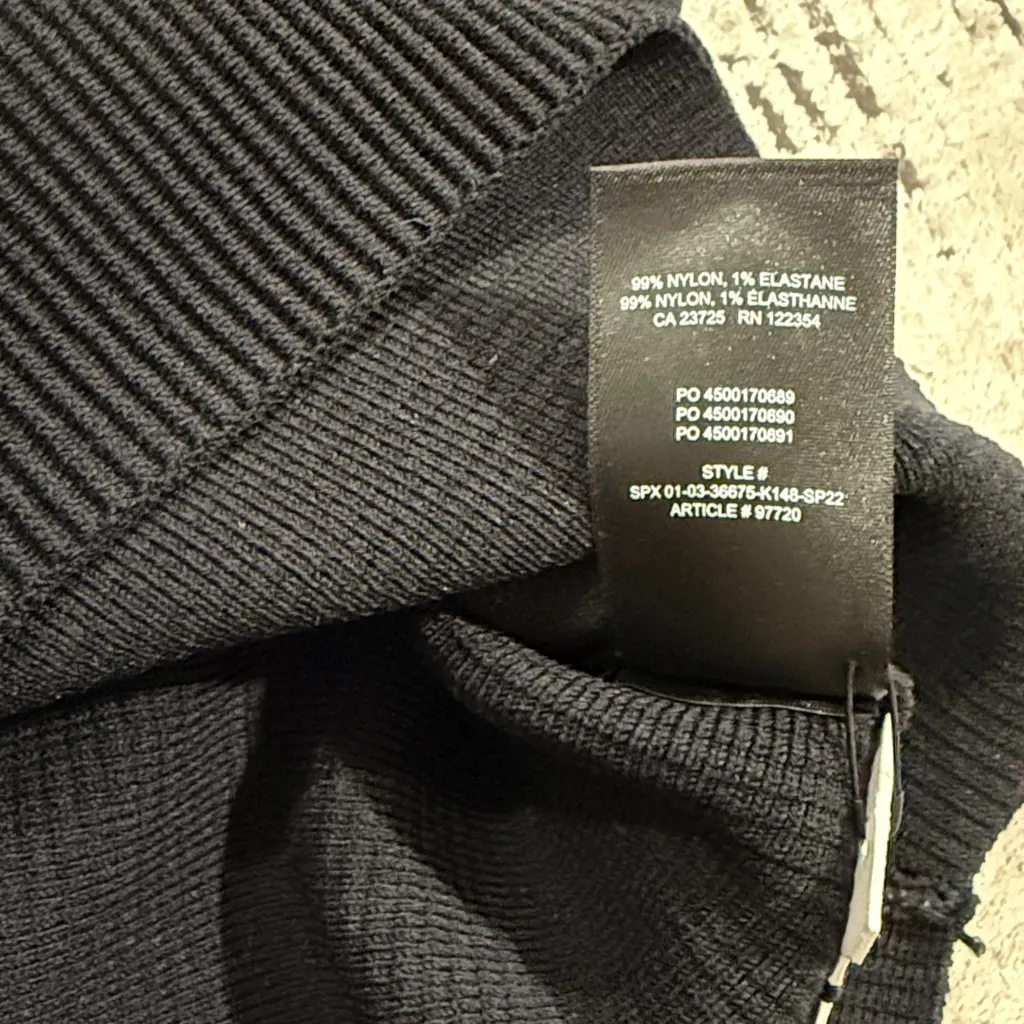 99% NYLON, 1% ELASTANE
99% NYLON, 1% ÉLASTHANNE
CA 23725 RN 122354
PO 4500170689
PO 4500170690
PO 4500170691
STYLE #
SPX 01-03-36675-K148-SP22
ARTICLE # 97720